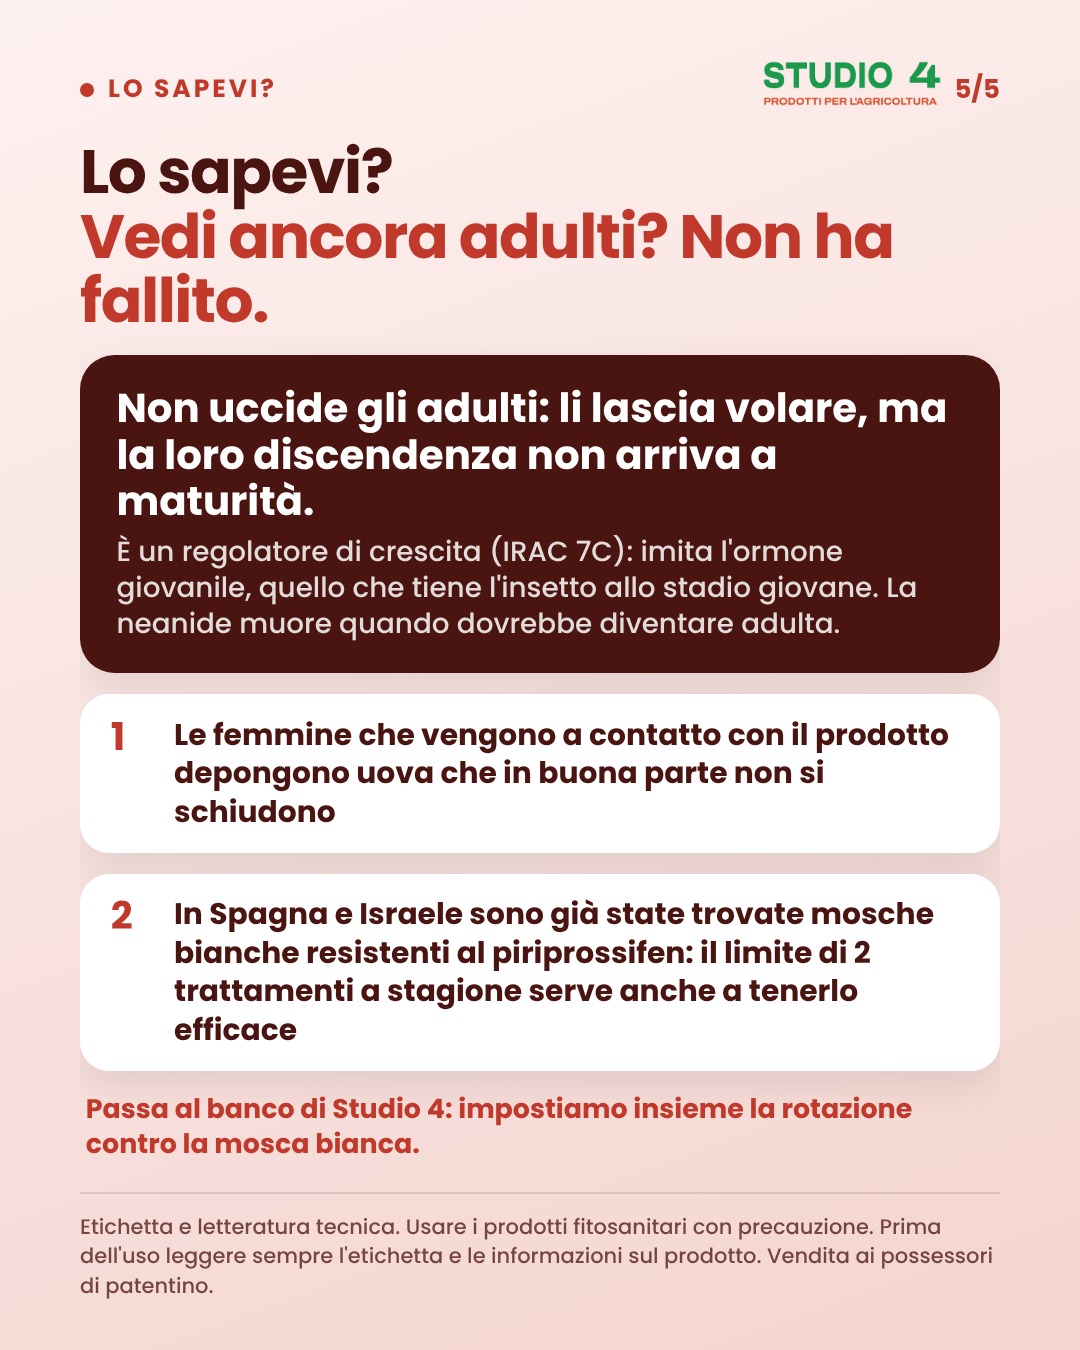 LO SAPEVI?
STUDIO 4
PRODOTTI PER L'AGRICOLTURA
5/5
Lo sapevi?
Vedi ancora adulti? Non ha
fallito.
Non uccide gli adulti: li lascia volare, ma
la loro discendenza non arriva a
maturità.
È un regolatore di crescita (IRAC 7C): imita l'ormone
giovanile, quello che tiene l'insetto allo stadio giovane. La
neanide muore quando dovrebbe diventare adulta.
1
Le femmine che vengono a contatto con il prodotto
depongono uova che in buona parte non si
schiudono
2
In Spagna e Israele sono già state trovate mosche
bianche resistenti al piriprossifen: il limite di 2
trattamenti a stagione serve anche a tenerlo
efficace
Passa al banco di Studio 4: impostiamo insieme la rotazione
contro la mosca bianca.
Etichetta e letteratura tecnica. Usare i prodotti fitosanitari con precauzione. Prima
dell'uso leggere sempre l'etichetta e le informazioni sul prodotto. Vendita ai possessori
di patentino.